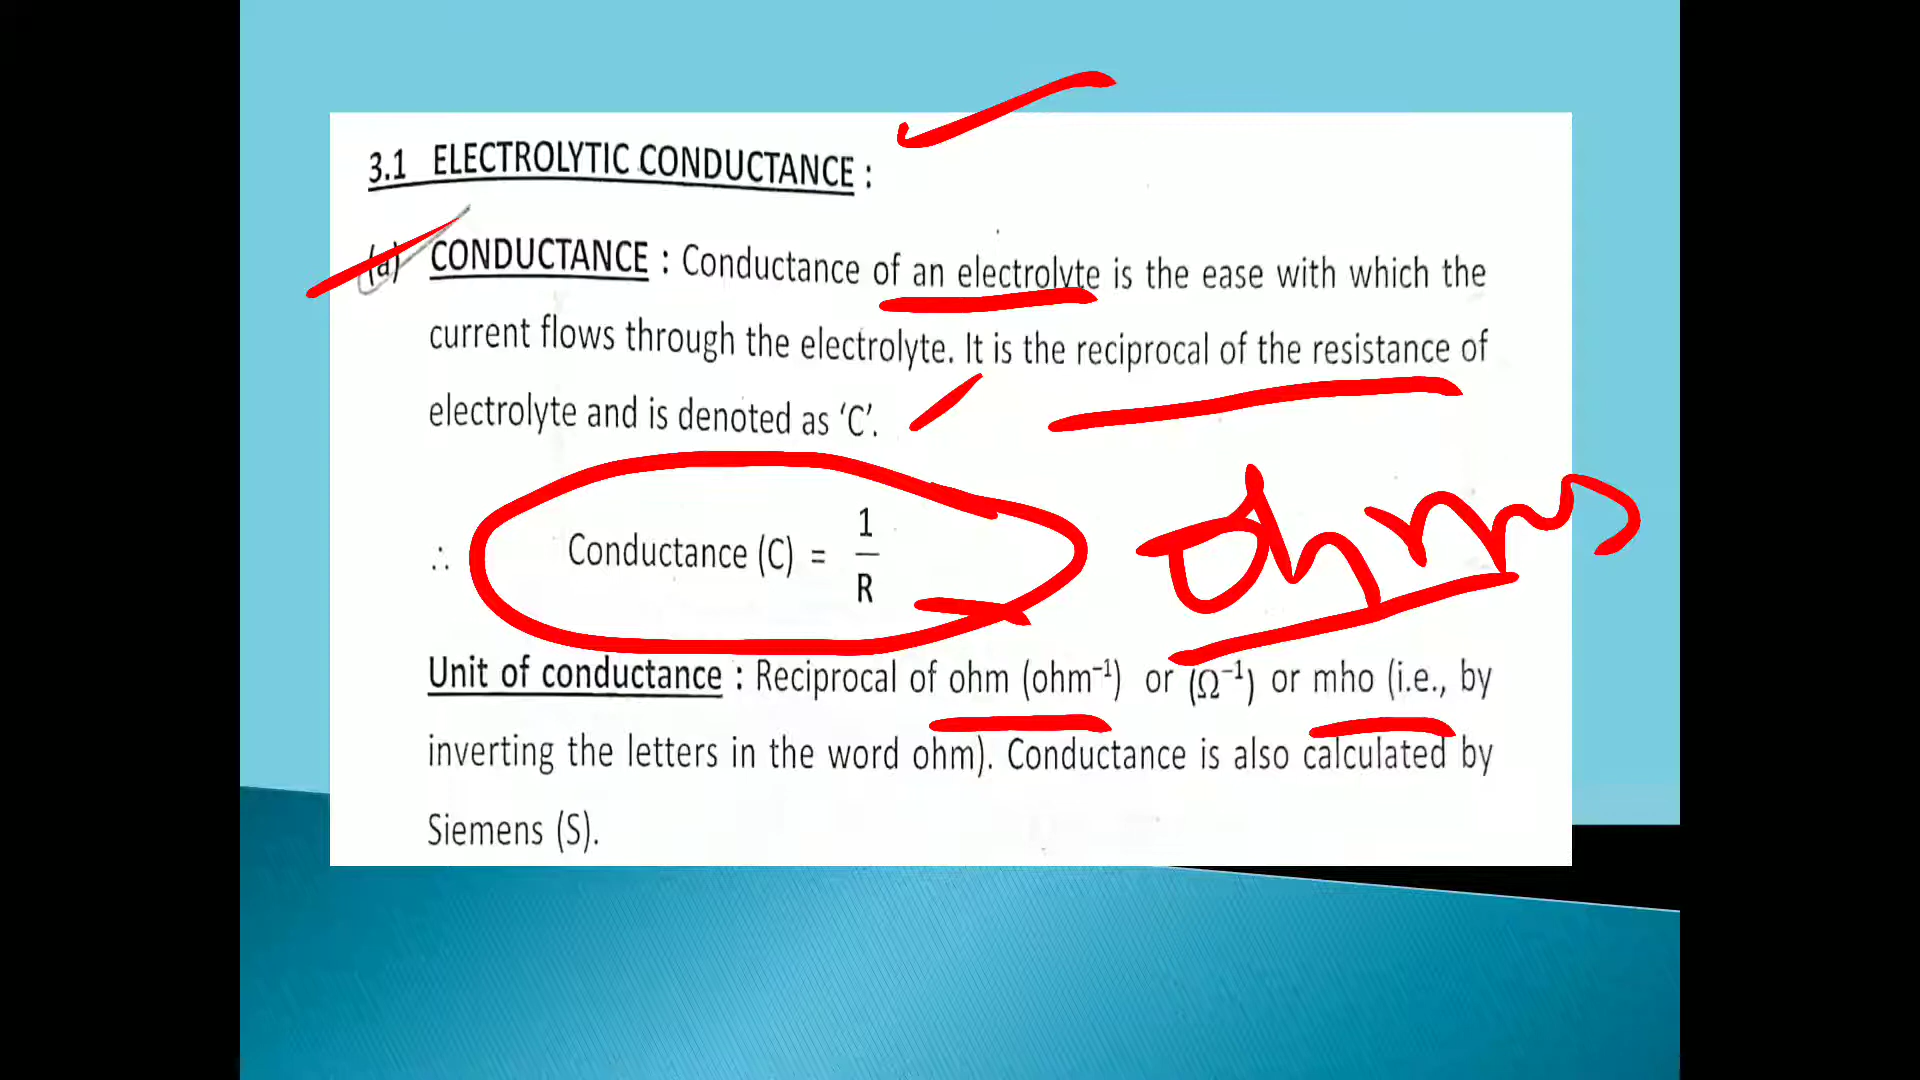 3.1 ELECTROLYTIC CONDUCTANCE :
(a) CONDUCTANCE : Conductance of an electrolyte is the ease with which the
current flows through the electrolyte. It is the reciprocal of the resistance of
electrolyte and is denoted as ‘C’.
∴ Conductance (C) = 1/R
ohms
Unit of conductance : Reciprocal of ohm (ohm⁻¹) or (Ω⁻¹) or mho (i.e., by
inverting the letters in the word ohm). Conductance is also calculated by
Siemens (S).